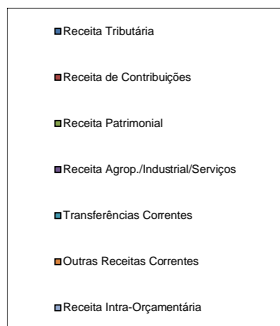 Receita Tributária
Receita de Contribuições
Receita Patrimonial
Receita Agrop./Industrial/Serviços
Transferências Correntes
Outras Receitas Correntes
Receita Intra-Orçamentária